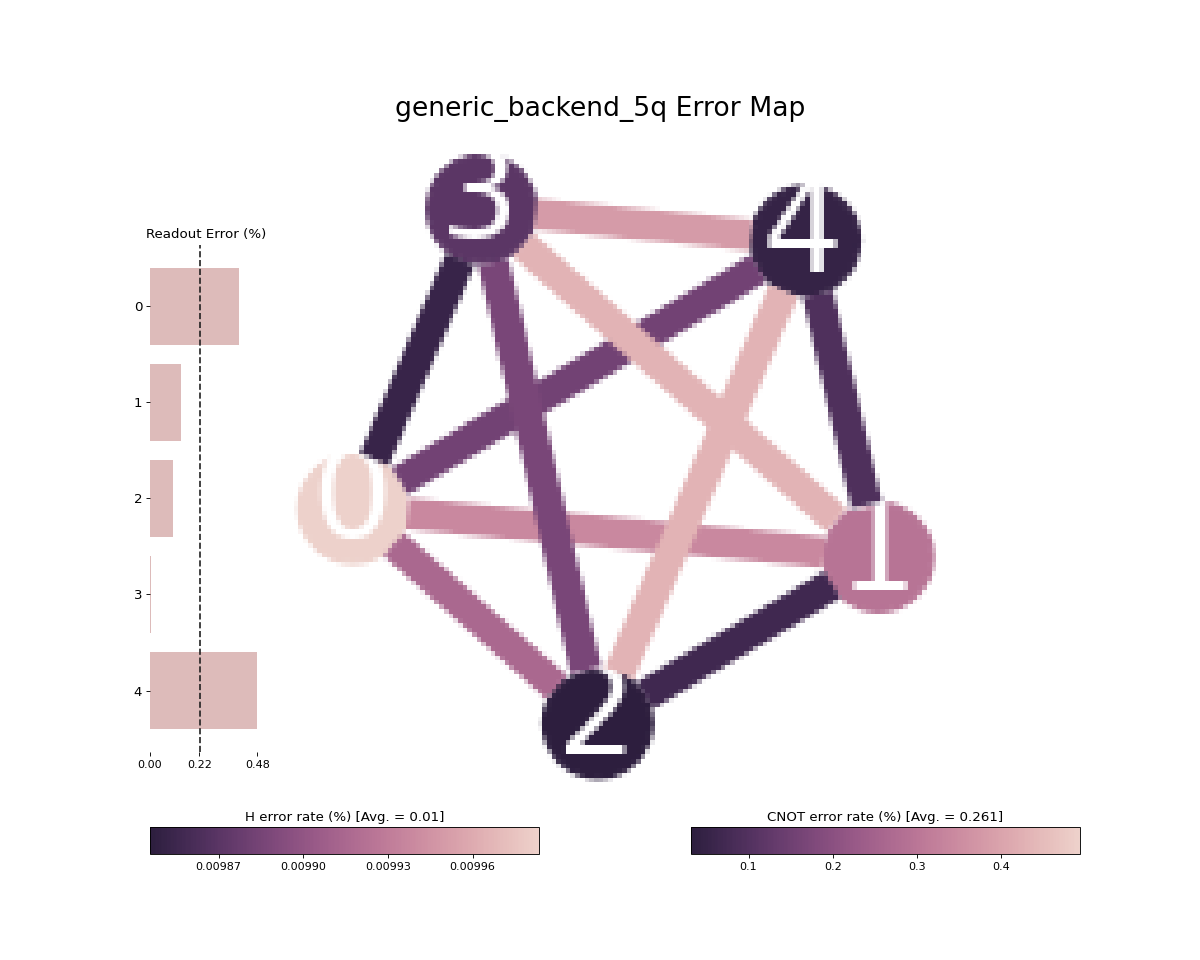 generic_backend_5q Error Map
3
4
Readout Error (%)
0
1
2
3
4
0
1
2
0.00 0.22 0.48
H error rate (%) [Avg. = 0.01]
0.00987 0.00990 0.00993 0.00996
CNOT error rate (%) [Avg. = 0.261]
0.1 0.2 0.3 0.4